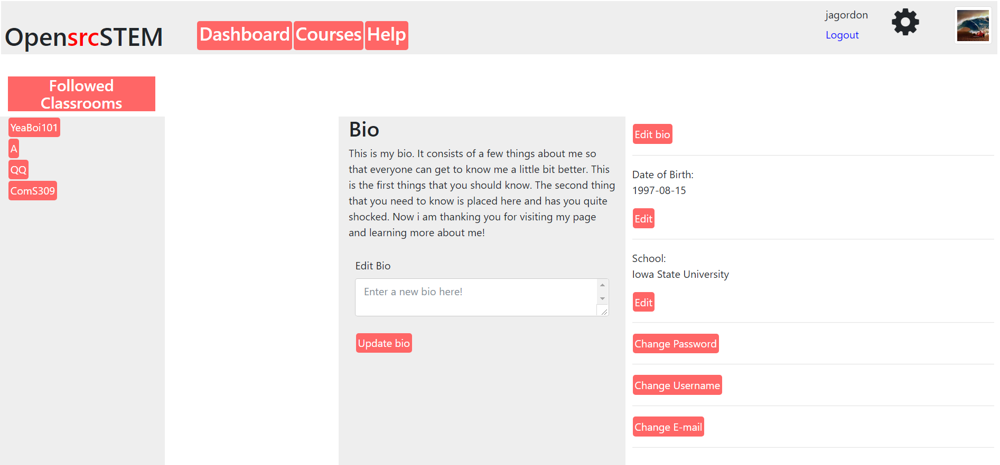 OpensrcSTEM
Dashboard Courses Help
jagordon
Logout
Followed
Classrooms
YeaBoi101
A
QQ
ComS309
Bio
This is my bio. It consists of a few things about me so
that everyone can get to know me a little bit better. This
is the first things that you should know. The second thing
that you need to know is placed here and has you quite
shocked. Now i am thanking you for visiting my page
and learning more about me!
Edit Bio
Enter a new bio here!
Update bio
Edit bio
Date of Birth:
1997-08-15
Edit
School:
Iowa State University
Edit
Change Password
Change Username
Change E-mail